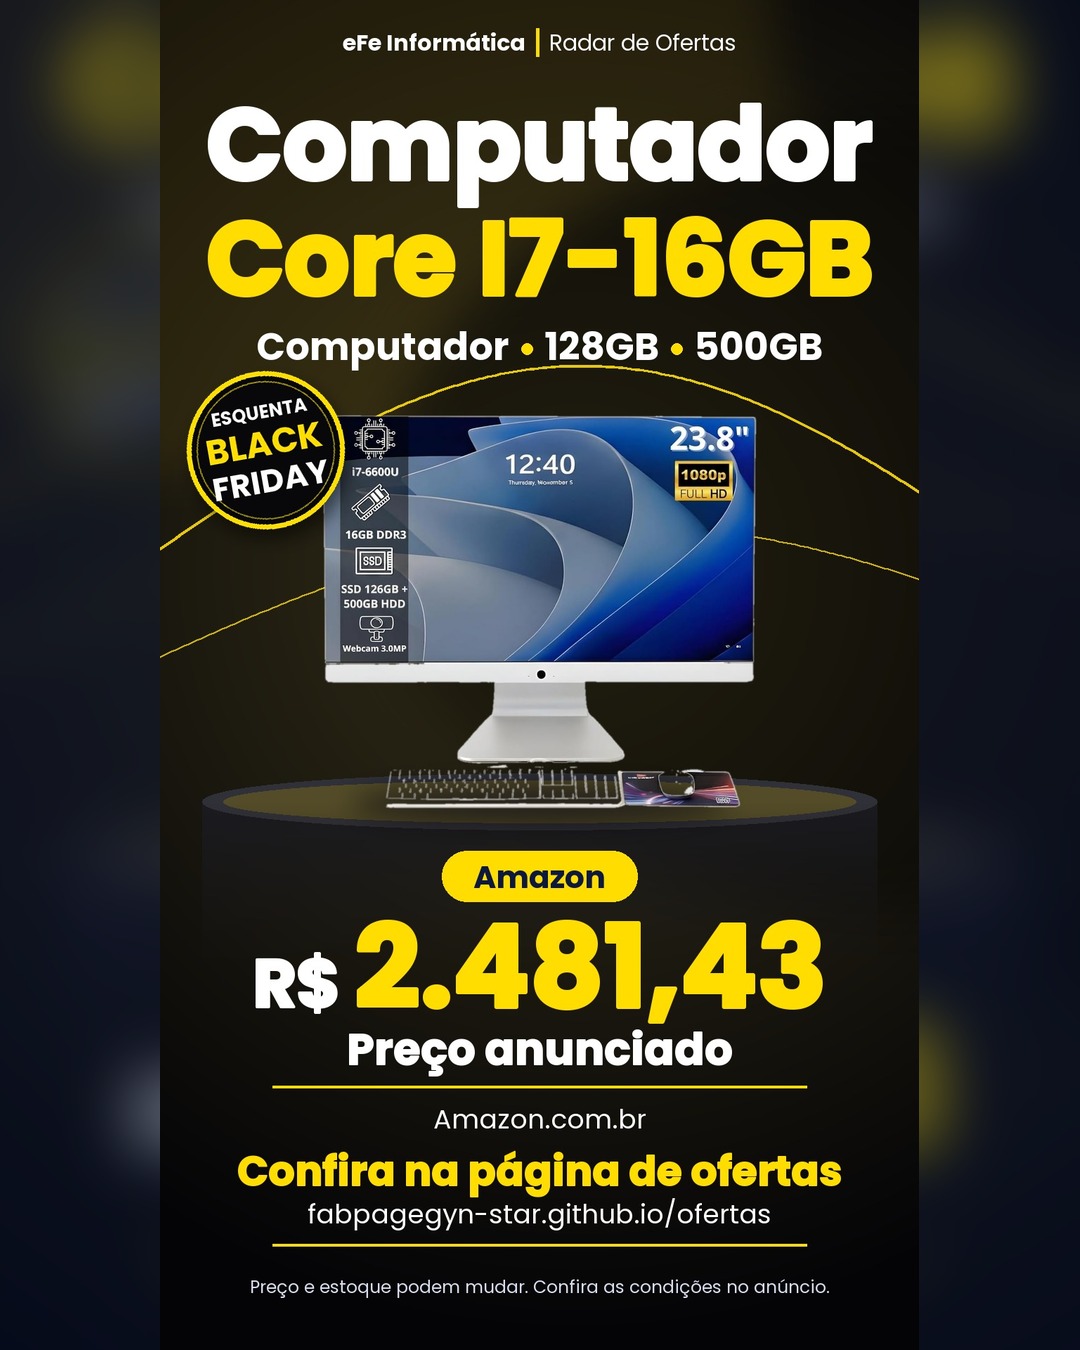 eFe Informática | Radar de Ofertas
Computador
Core I7-16GB
Computador • 128GB • 500GB
ESQUENTA
BLACK
FRIDAY
i7-6600U
16GB DDR3
SSD
SSD 126GB +
500GB HDD
Webcam 3.0MP
12:40
23.8"
1080p
FULL HD
Amazon
R$ 2.481,43
Preço anunciado
Amazon.com.br
Confira na página de ofertas
fabpagegyn-star.github.io/ofertas
Preço e estoque podem mudar. Confira as condições no anúncio.